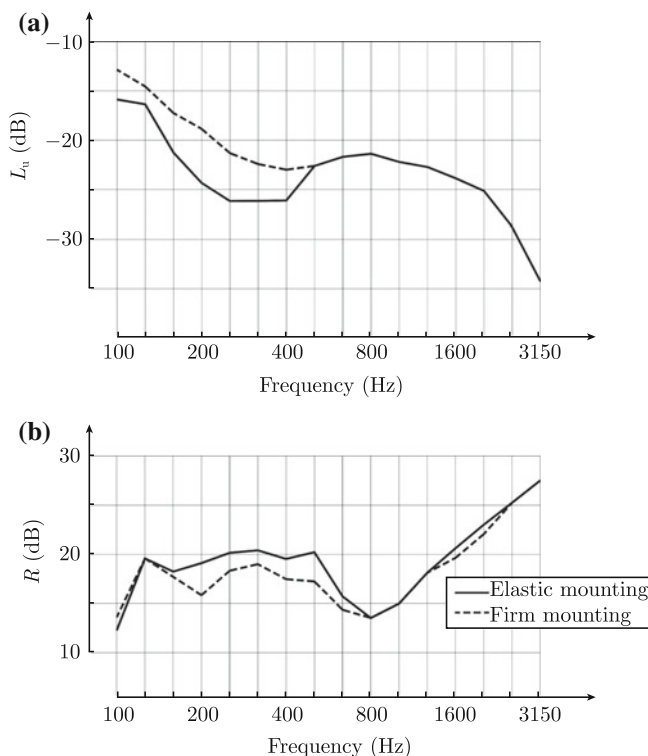 (a)
−10
−20
−30
L_u (dB)
100 200 400 800 1600 3150
Frequency (Hz)
(b)
30
20
10
R (dB)
Elastic mounting
Firm mounting
100 200 400 800 1600 3150
Frequency (Hz)